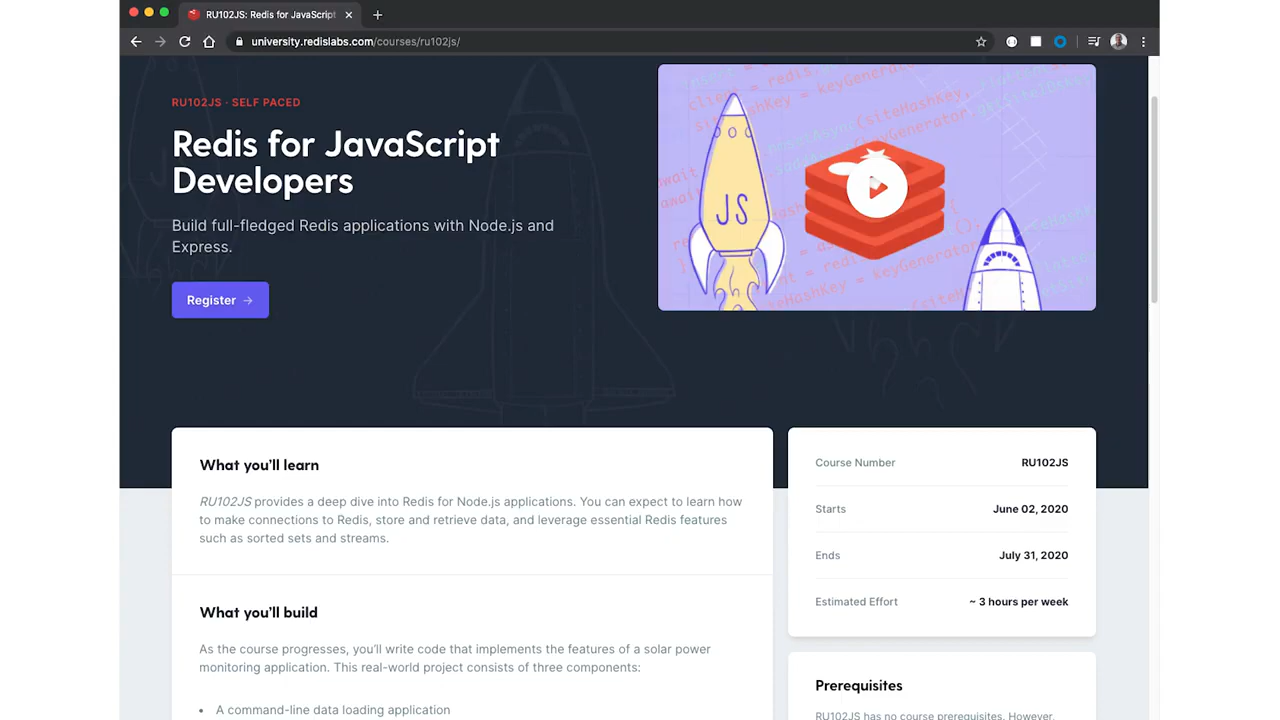 RU102JS: Redis for JavaScript
university.redislabs.com/courses/ru102js/
RU102JS · SELF PACED
Redis for JavaScript
Developers
Build full-fledged Redis applications with Node.js and
Express.
Register →
JS
What you'll learn
RU102JS provides a deep dive into Redis for Node.js applications. You can expect to learn how
to make connections to Redis, store and retrieve data, and leverage essential Redis features
such as sorted sets and streams.
What you'll build
As the course progresses, you'll write code that implements the features of a solar power
monitoring application. This real-world project consists of three components:
• A command-line data loading application
Course Number RU102JS
Starts June 02, 2020
Ends July 31, 2020
Estimated Effort ~ 3 hours per week
Prerequisites
RU102JS has no course prerequisites. However,